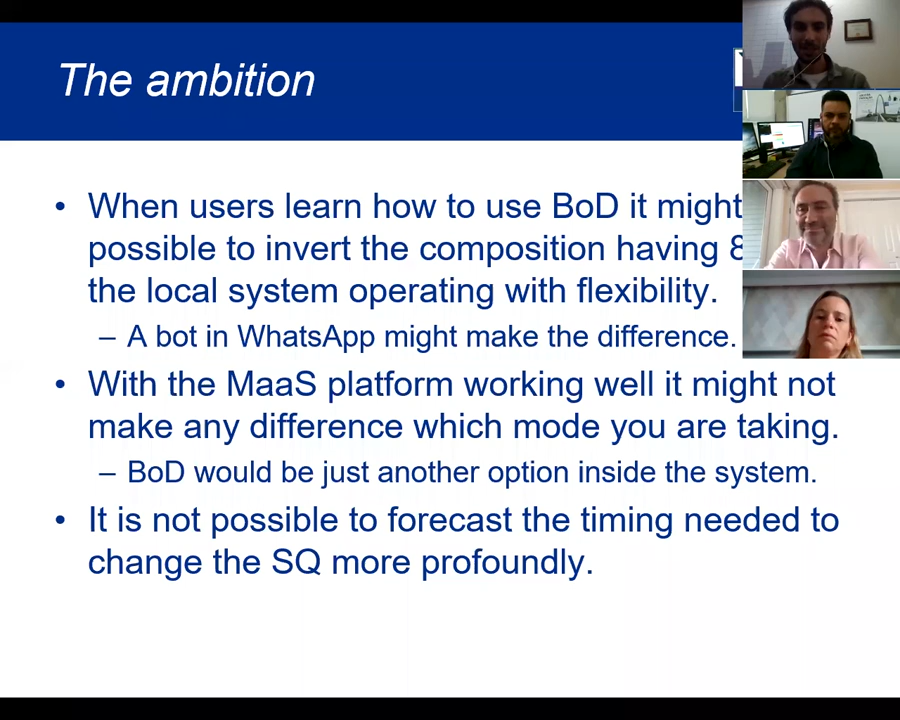 The ambition
• When users learn how to use BoD it might
possible to invert the composition having 8
the local system operating with flexibility.
– A bot in WhatsApp might make the difference.
• With the MaaS platform working well it might not
make any difference which mode you are taking.
– BoD would be just another option inside the system.
• It is not possible to forecast the timing needed to
change the SQ more profoundly.